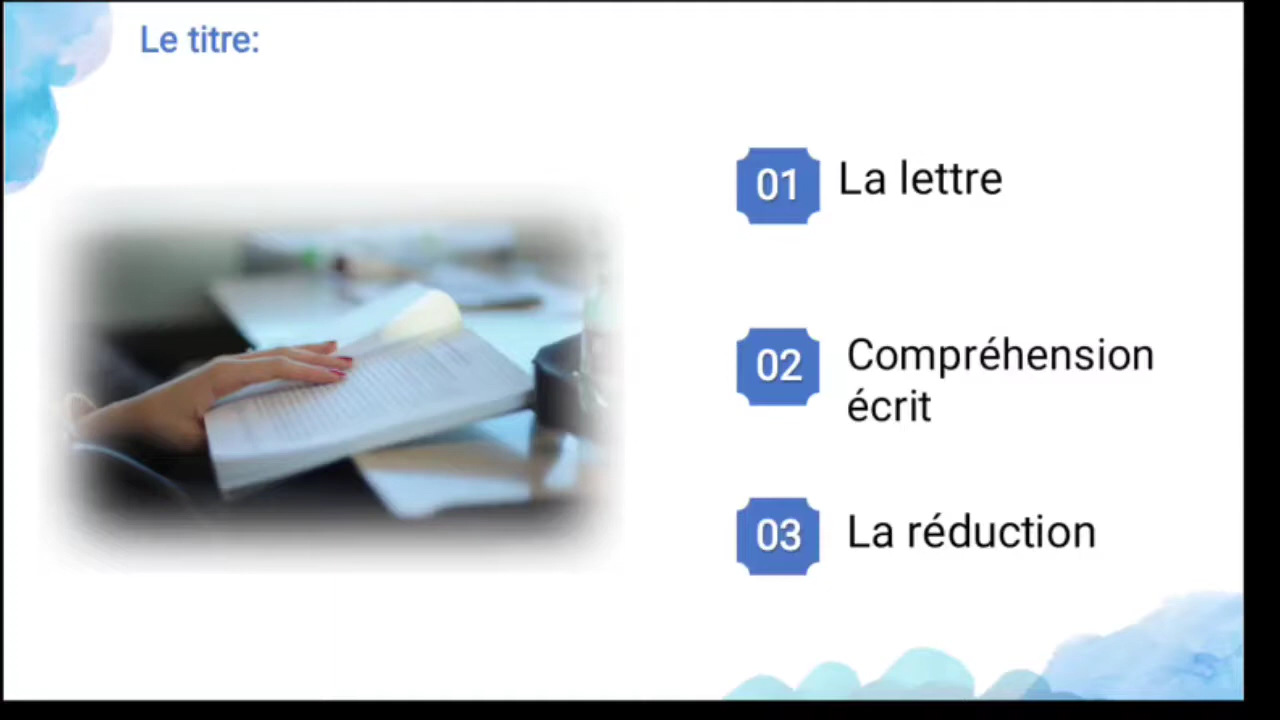 Le titre:
01 La lettre
02 Compréhension
écrit
03 La réduction